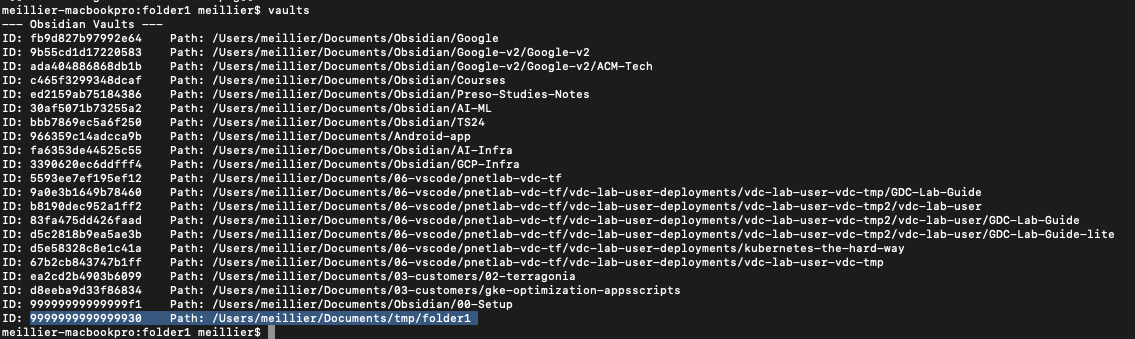 meillier-macbookpro:folder1 meillier$ vaults
--- Obsidian Vaults ---
ID: fb9d827b97992e64    Path: /Users/meillier/Documents/Obsidian/Google
ID: 9b55cd1d17220583    Path: /Users/meillier/Documents/Obsidian/Google-v2/Google-v2
ID: ada404886868db1b    Path: /Users/meillier/Documents/Obsidian/Google-v2/Google-v2/ACM-Tech
ID: c465f3299348dcaf    Path: /Users/meillier/Documents/Obsidian/Courses
ID: ed2159ab75184386    Path: /Users/meillier/Documents/Obsidian/Preso-Studies-Notes
ID: 30af5071b73255a2    Path: /Users/meillier/Documents/Obsidian/AI-ML
ID: bbb7869ec5a6f250    Path: /Users/meillier/Documents/Obsidian/TS24
ID: 966359c14adcca9b    Path: /Users/meillier/Documents/Android-app
ID: fa6353de44525c55    Path: /Users/meillier/Documents/Obsidian/AI-Infra
ID: 3390620ec6ddfff4    Path: /Users/meillier/Documents/Obsidian/GCP-Infra
ID: 5593ee7ef195ef12    Path: /Users/meillier/Documents/06-vscode/pnetlab-vdc-tf
ID: 9a0e3b1649b78460    Path: /Users/meillier/Documents/06-vscode/pnetlab-vdc-tf/vdc-lab-user-deployments/vdc-lab-user-vdc-tmp/GDC-Lab-Guide
ID: b8190dec952a1ff2    Path: /Users/meillier/Documents/06-vscode/pnetlab-vdc-tf/vdc-lab-user-deployments/vdc-lab-user-vdc-tmp2/vdc-lab-user
ID: 83fa475dd426faad    Path: /Users/meillier/Documents/06-vscode/pnetlab-vdc-tf/vdc-lab-user-deployments/vdc-lab-user-vdc-tmp2/vdc-lab-user/GDC-Lab-Guide
ID: d5c2818b9ea5ae3b    Path: /Users/meillier/Documents/06-vscode/pnetlab-vdc-tf/vdc-lab-user-deployments/vdc-lab-user-vdc-tmp2/vdc-lab-user/GDC-Lab-Guide-lite
ID: d5e58328c8e1c41a    Path: /Users/meillier/Documents/06-vscode/pnetlab-vdc-tf/vdc-lab-user-deployments/kubernetes-the-hard-way
ID: 67b2cb843747b1ff    Path: /Users/meillier/Documents/06-vscode/pnetlab-vdc-tf/vdc-lab-user-deployments/vdc-lab-user-vdc-tmp
ID: ea2cd2b4903b6099    Path: /Users/meillier/Documents/03-customers/02-terragonia
ID: d8eeba9d33f86834    Path: /Users/meillier/Documents/03-customers/gke-optimization-appsscripts
ID: 99999999999999f1    Path: /Users/meillier/Documents/Obsidian/00-Setup
ID: 9999999999999930    Path: /Users/meillier/Documents/tmp/folder1
meillier-macbookpro:folder1 meillier$